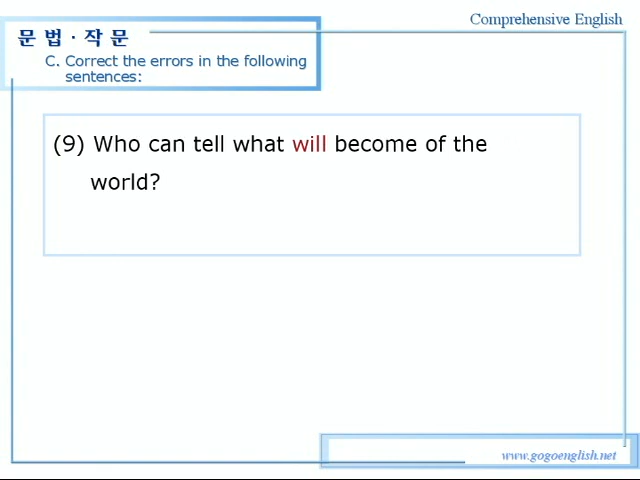 Comprehensive English
문 법 · 작 문
C. Correct the errors in the following
sentences:
(9) Who can tell what will become of the
world?
www.gogoenglish.net